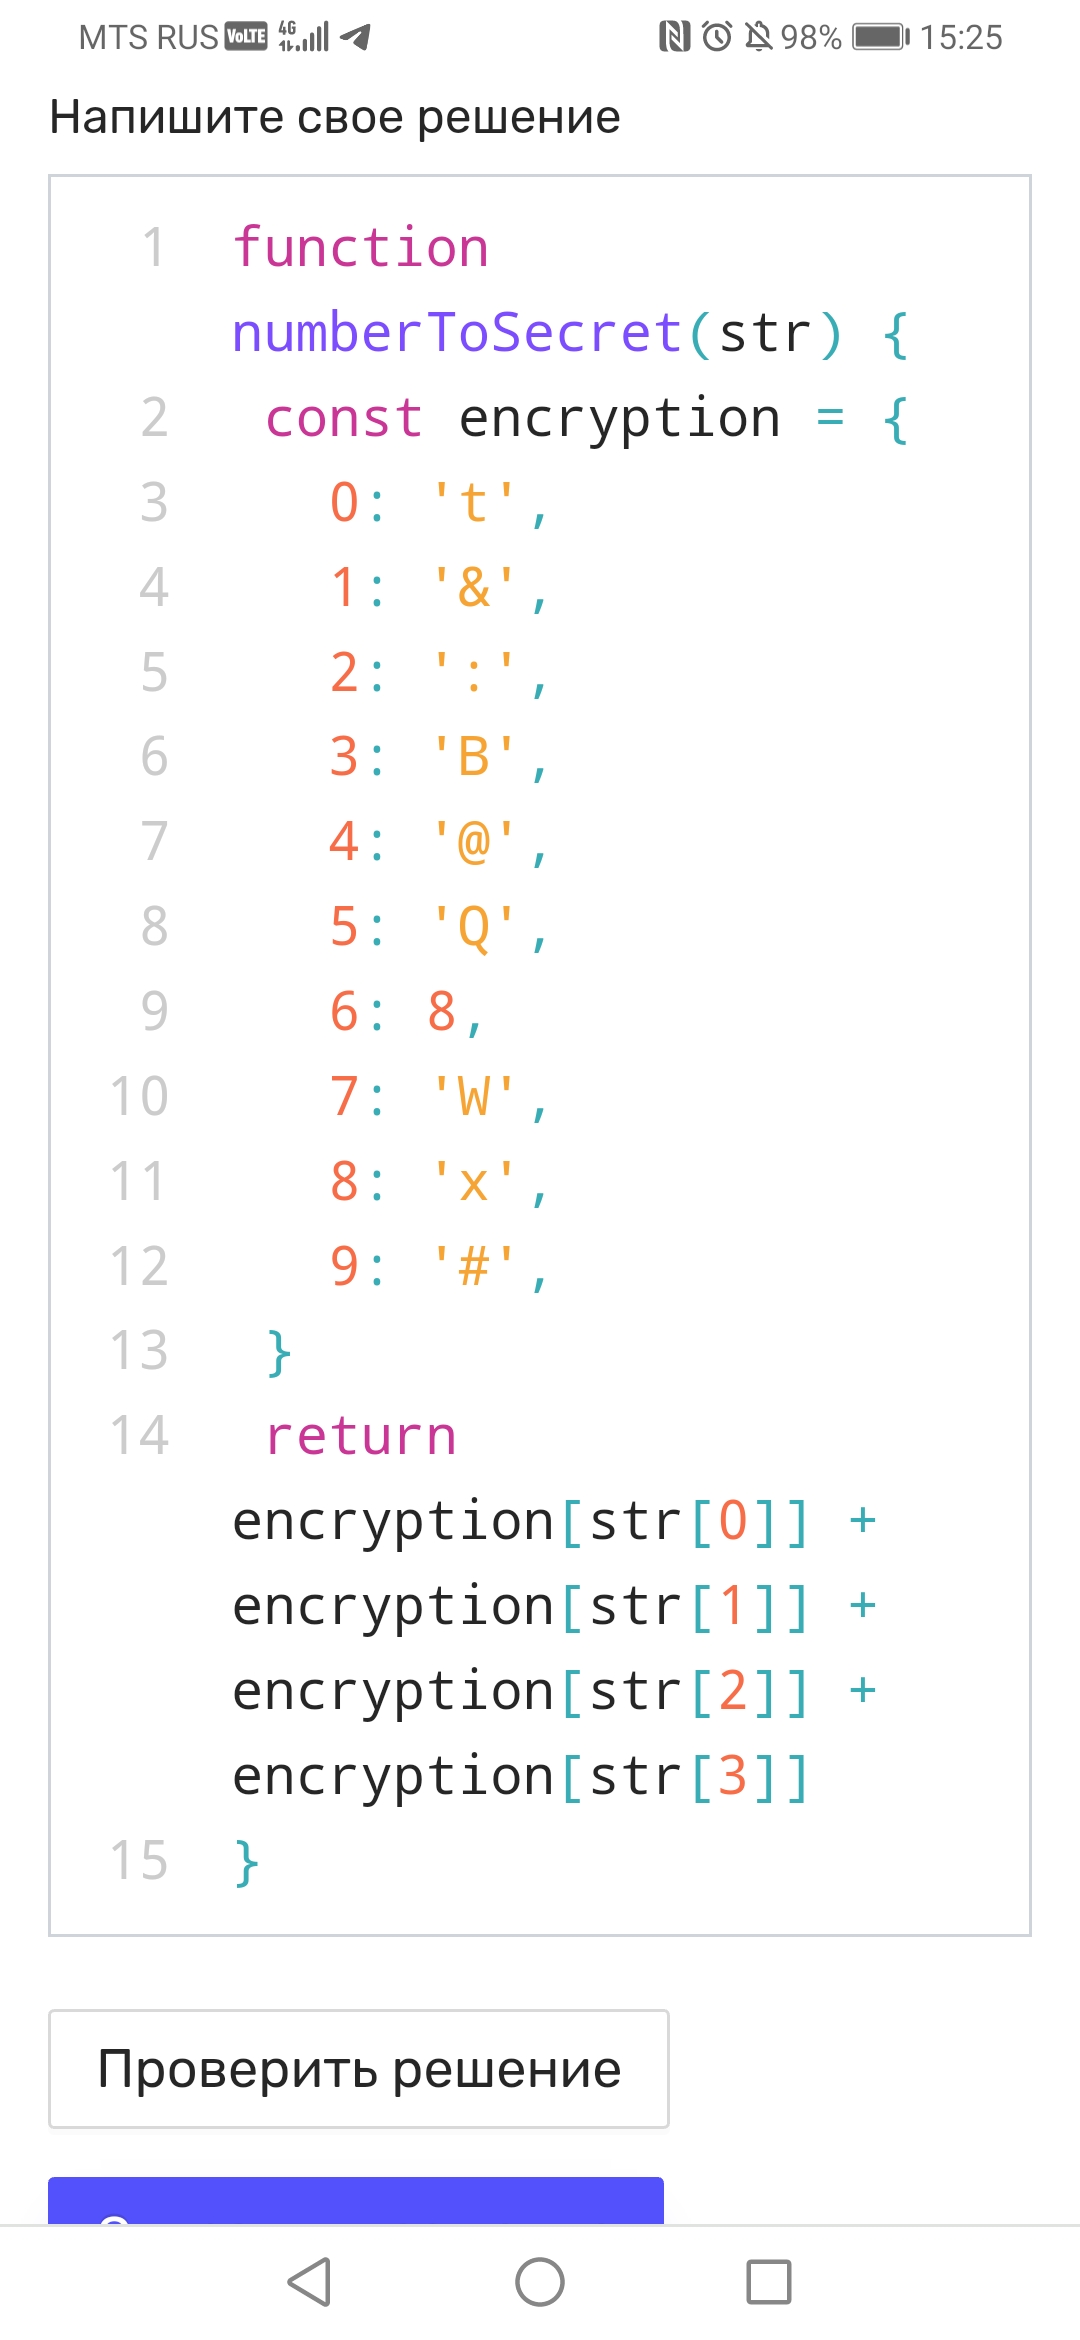 MTS RUS VoLTE 4G 98% 15:25
Напишите свое решение
1 function
numberToSecret(str) {
2 const encryption = {
3 0: 't',
4 1: '&',
5 2: ':',
6 3: 'B',
7 4: '@',
8 5: 'Q',
9 6: 8,
10 7: 'W',
11 8: 'x',
12 9: '#',
13 }
14 return
encryption[str[0]] +
encryption[str[1]] +
encryption[str[2]] +
encryption[str[3]]
15 }
Проверить решение